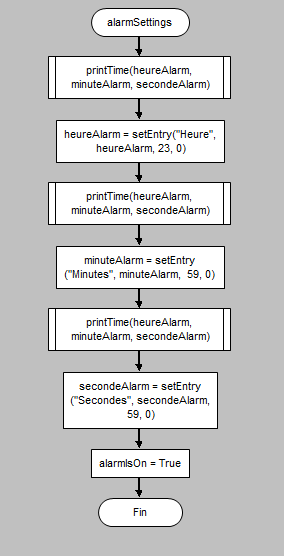 alarmSettings
printTime(heureAlarm,
minuteAlarm, secondeAlarm)
heureAlarm = setEntry("Heure",
heureAlarm, 23, 0)
printTime(heureAlarm,
minuteAlarm, secondeAlarm)
minuteAlarm = setEntry
("Minutes", minuteAlarm,  59, 0)
printTime(heureAlarm,
minuteAlarm, secondeAlarm)
secondeAlarm = setEntry
("Secondes", secondeAlarm,
59, 0)
alarmIsOn = True
Fin